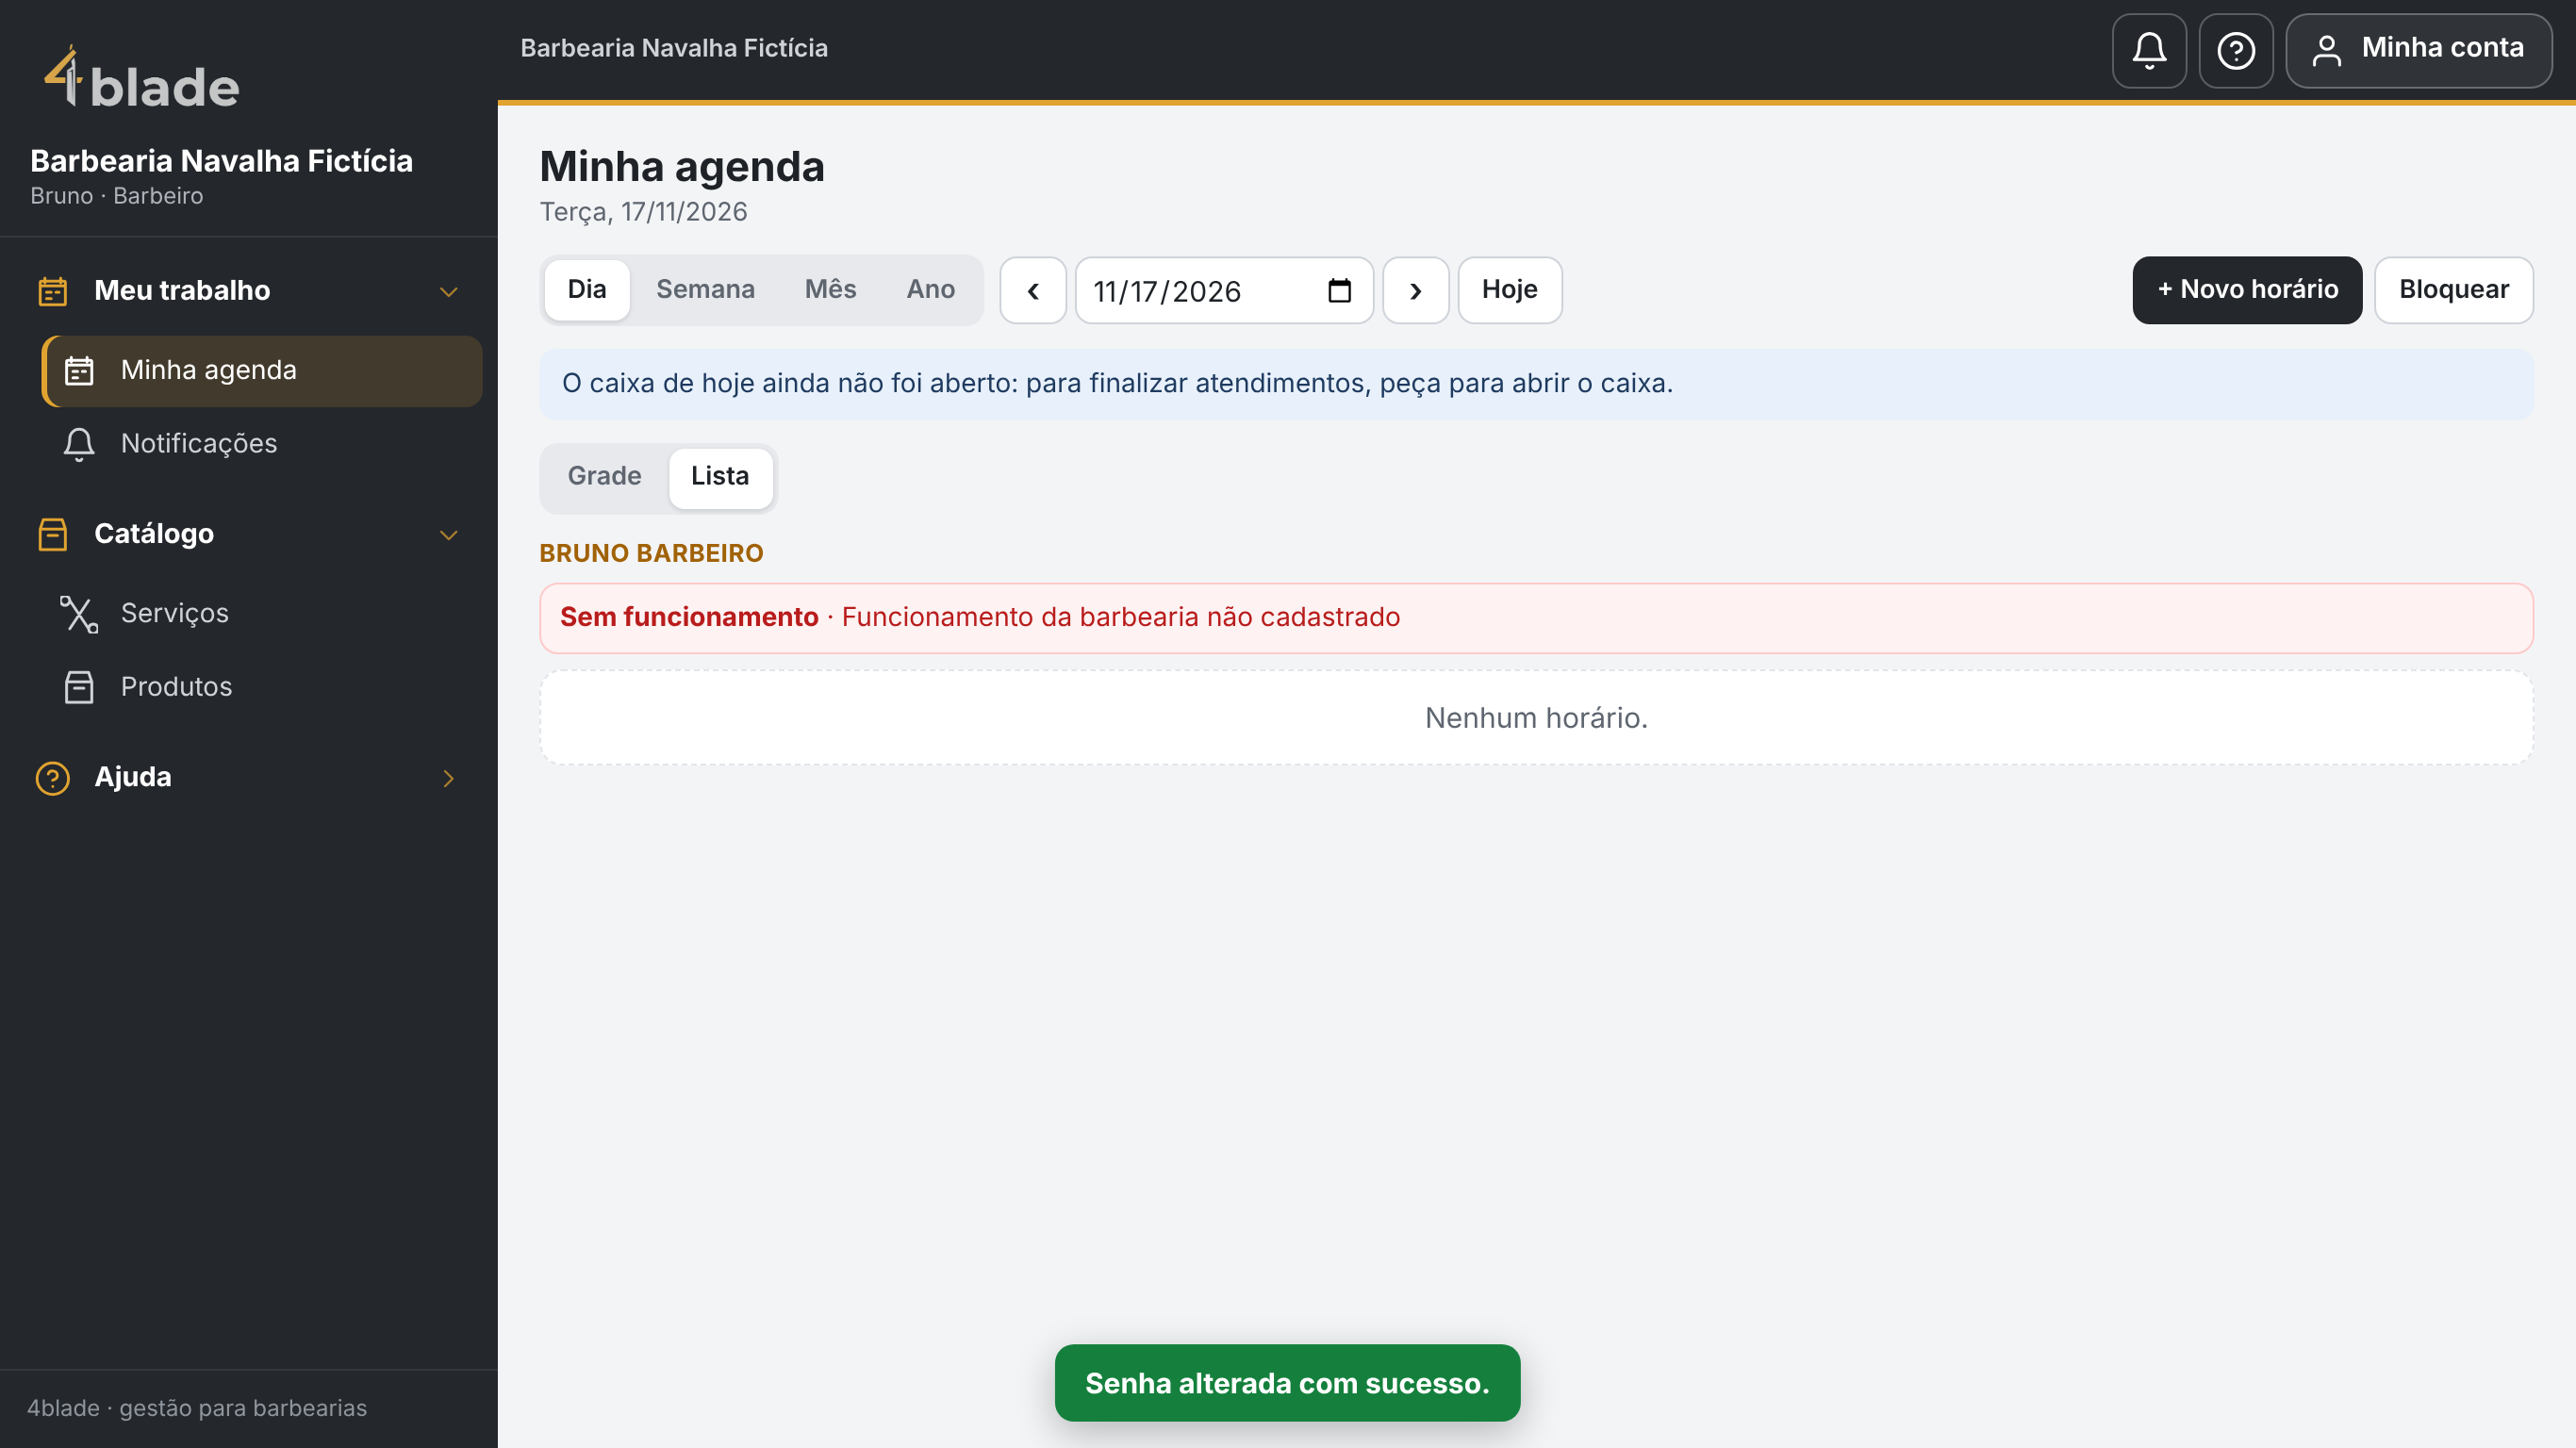 4blade
Barbearia Navalha Fictícia
Bruno · Barbeiro
Meu trabalho
Minha agenda
Notificações
Catálogo
Serviços
Produtos
Ajuda
4blade · gestão para barbearias
Barbearia Navalha Fictícia
Minha conta
Minha agenda
Terça, 17/11/2026
Dia Semana Mês Ano ‹ 11/17/2026 › Hoje + Novo horário Bloquear
O caixa de hoje ainda não foi aberto: para finalizar atendimentos, peça para abrir o caixa.
Grade Lista
BRUNO BARBEIRO
Sem funcionamento · Funcionamento da barbearia não cadastrado
Nenhum horário.
Senha alterada com sucesso.